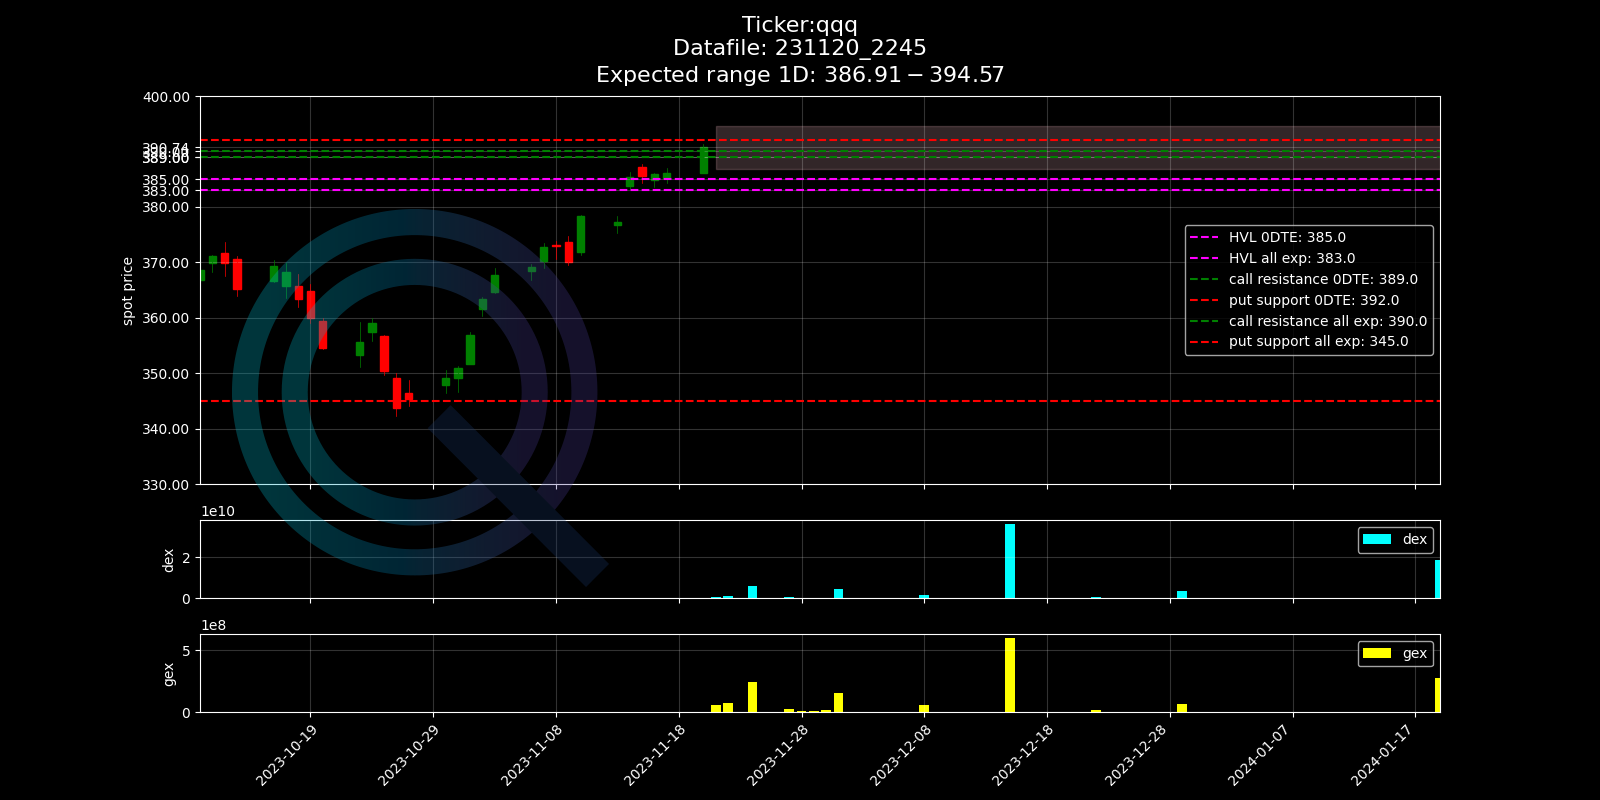 Ticker:qqq
Datafile: 231120_2245
Expected range 1D: 386.91 − 394.57
400.00
390.74
389.00
385.00
383.00
380.00
370.00
360.00
350.00
340.00
330.00
spot price
HVL 0DTE: 385.0
HVL all exp: 383.0
call resistance 0DTE: 389.0
put support 0DTE: 392.0
call resistance all exp: 390.0
put support all exp: 345.0
1e10
2
0
dex
dex
1e8
5
0
gex
gex
2023-10-19
2023-10-29
2023-11-08
2023-11-18
2023-11-28
2023-12-08
2023-12-18
2023-12-28
2024-01-07
2024-01-17